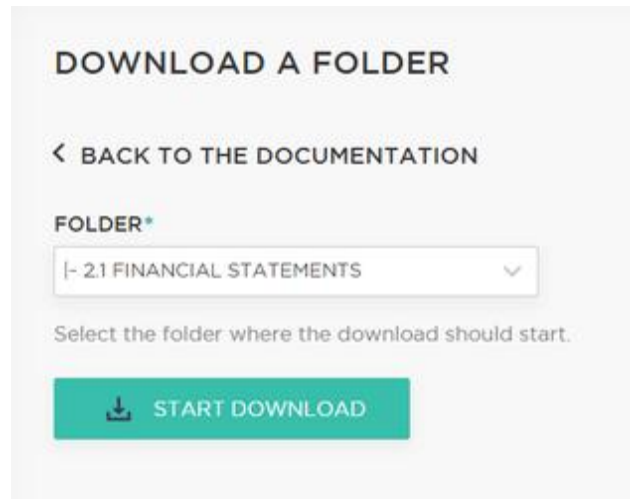 DOWNLOAD A FOLDER
< BACK TO THE DOCUMENTATION
FOLDER*
|- 2.1 FINANCIAL STATEMENTS
Select the folder where the download should start.
START DOWNLOAD